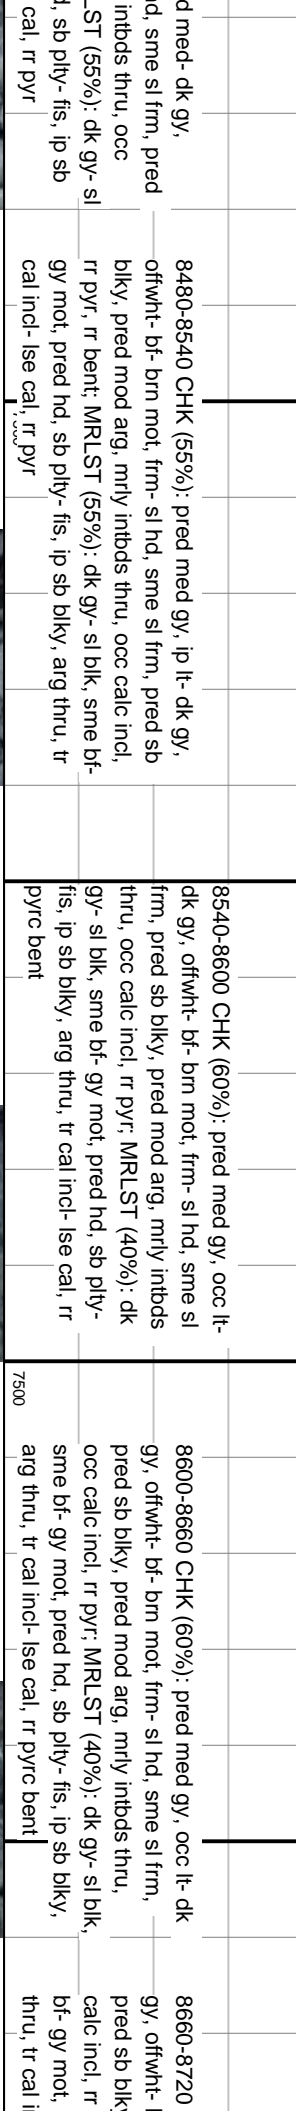 d med- dk gy,
d, sme sl frm, pred
intbds thru, occ
ST (55%): dk gy- sl
, sb plty- fis, ip sb
cal, rr pyr
8480-8540 CHK (55%): pred med gy, ip lt- dk gy,
offwht- bf- brn mot, frm- sl hd, sme sl frm, pred sb
blky, pred mod arg, mrly intbds thru, occ calc incl,
rr pyr, rr bent; MRLST (55%): dk gy- sl blk, sme bf-
gy mot, pred hd, sb plty- fis, ip sb blky, arg thru, tr
cal incl- lse cal, rr pyr
8540-8600 CHK (60%): pred med gy, occ lt-
dk gy, offwht- bf- brn mot, frm- sl hd, sme sl
frm, pred sb blky, pred mod arg, mrly intbds
thru, occ calc incl, rr pyr; MRLST (40%): dk
gy- sl blk, sme bf- gy mot, pred hd, sb plty-
fis, ip sb blky, arg thru, tr cal incl- lse cal, rr
pyrc bent
7500
8600-8660 CHK (60%): pred med gy, occ lt- dk
gy, offwht- bf- brn mot, frm- sl hd, sme sl frm,
pred sb blky, pred mod arg, mrly intbds thru,
occ calc incl, rr pyr; MRLST (40%): dk gy- sl blk,
sme bf- gy mot, pred hd, sb plty- fis, ip sb blky,
arg thru, tr cal incl- lse cal, rr pyrc bent
8660-8720
gy, offwht-
pred sb blky
calc incl, rr
bf- gy mot,
thru, tr cal i